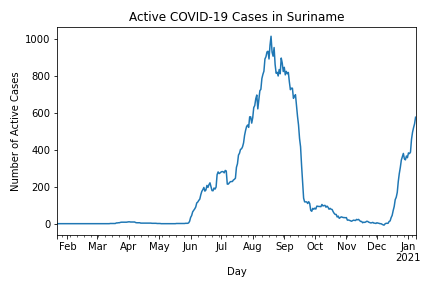 Active COVID-19 Cases in Suriname
Number of Active Cases
1000
800
600
400
200
0
Feb Mar Apr May Jun Jul Aug Sep Oct Nov Dec Jan
2021
Day